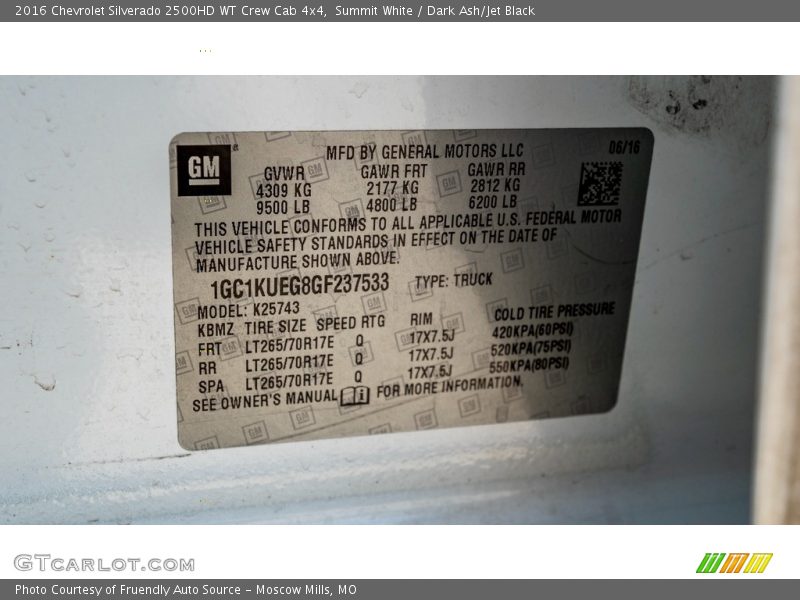 2016 Chevrolet Silverado 2500HD WT Crew Cab 4x4, Summit White / Dark Ash/Jet Black
GM
MFD BY GENERAL MOTORS LLC 06/16
GVWR GAWR FRT GAWR RR
4309 KG 2177 KG 2812 KG
9500 LB 4800 LB 6200 LB
THIS VEHICLE CONFORMS TO ALL APPLICABLE U.S. FEDERAL MOTOR
VEHICLE SAFETY STANDARDS IN EFFECT ON THE DATE OF
MANUFACTURE SHOWN ABOVE.
1GC1KUEG8GF237533 TYPE: TRUCK
MODEL: K25743
KBMZ TIRE SIZE SPEED RTG RIM COLD TIRE PRESSURE
FRT LT265/70R17E Q 17X7.5J 420KPA(60PSI)
RR LT265/70R17E Q 17X7.5J 520KPA(75PSI)
SPA LT265/70R17E Q 17X7.5J 550KPA(80PSI)
SEE OWNER'S MANUAL FOR MORE INFORMATION.
GTCARLOT.COM
Photo Courtesy of Fruendly Auto Source - Moscow Mills, MO